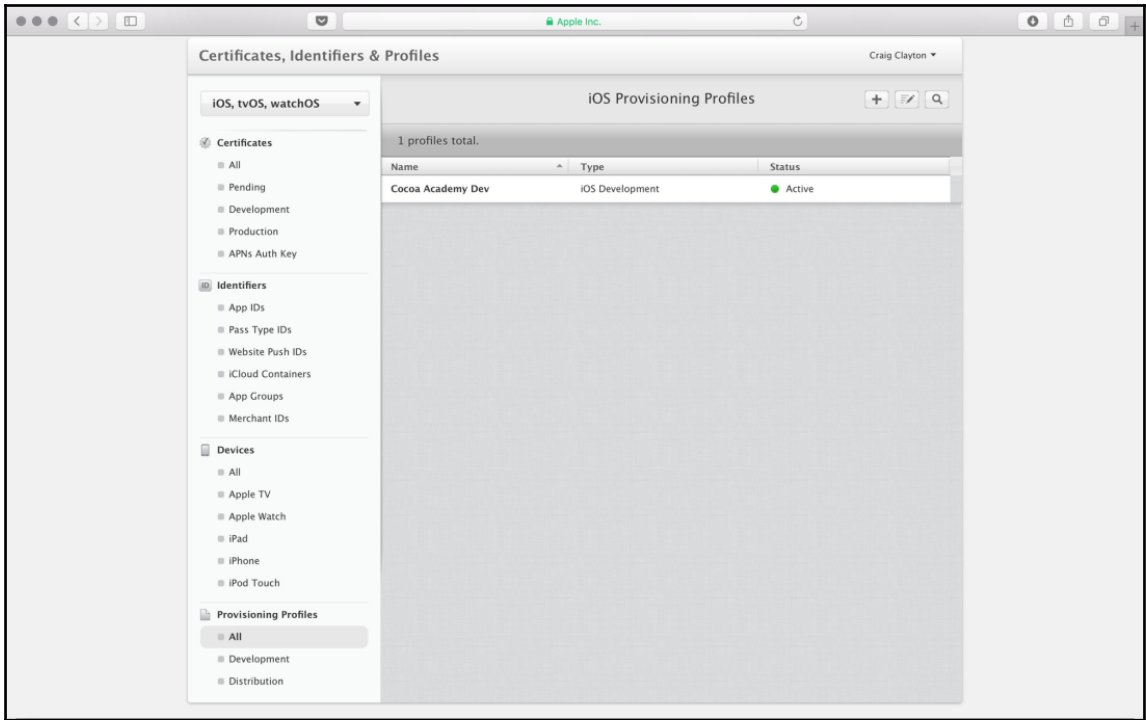 Apple Inc.
Certificates, Identifiers & Profiles
Craig Clayton
iOS, tvOS, watchOS
Certificates
All
Pending
Development
Production
APNs Auth Key
ID Identifiers
App IDs
Pass Type IDs
Website Push IDs
iCloud Containers
App Groups
Merchant IDs
Devices
All
Apple TV
Apple Watch
iPad
iPhone
iPod Touch
Provisioning Profiles
All
Development
Distribution
iOS Provisioning Profiles
1 profiles total.
Name Type Status
Cocoa Academy Dev iOS Development Active